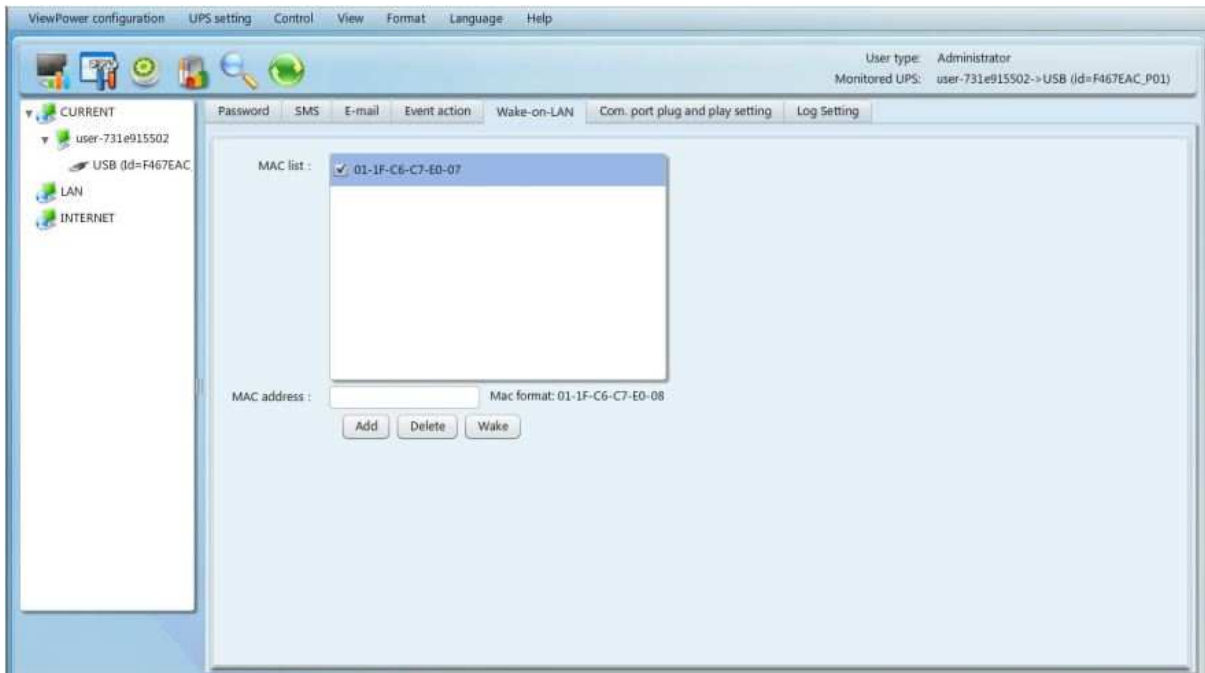 ViewPower configuration UPS setting Control View Format Language Help
User type: Administrator
Monitored UPS: user-731e915502->USB (id=F467EAC_P01)
CURRENT
user-731e915502
USB (Id=F467EAC
LAN
INTERNET
Password SMS E-mail Event action Wake-on-LAN Com. port plug and play setting Log Setting
MAC list :
01-1F-C6-C7-E0-07
MAC address :
Mac format: 01-1F-C6-C7-E0-08
Add Delete Wake